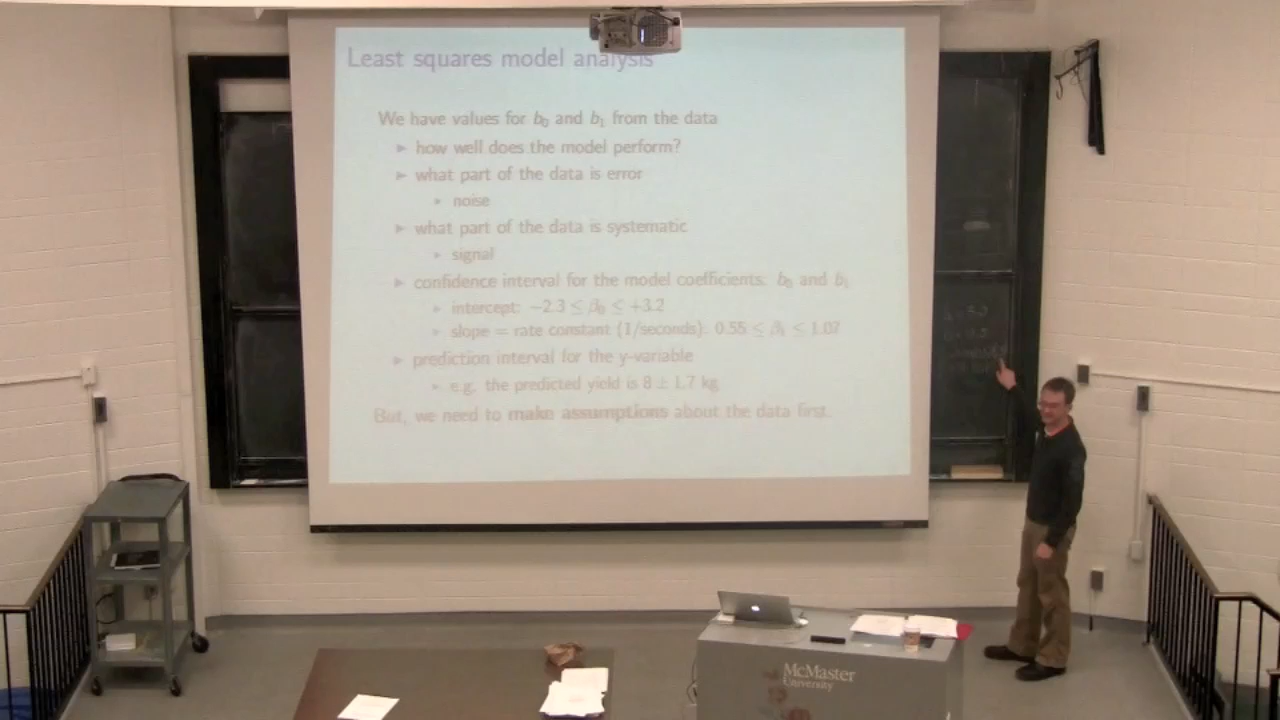 Least squares model analysis
We have values for b₀ and b₁ from the data
▸ how well does the model perform?
▸ what part of the data is error
▸ noise
▸ what part of the data is systematic
▸ signal
▸ confidence interval for the model coefficients: b₀ and b₁
▸ intercept: −2.3 ≤ β₀ ≤ +3.2
▸ slope = rate constant (1/seconds): 0.55 ≤ β₁ ≤ 1.0?
▸ prediction interval for the y-variable
▸ e.g. the predicted yield is 8 ± 1.7 kg
But, we need to make assumptions about the data first.
McMaster
University